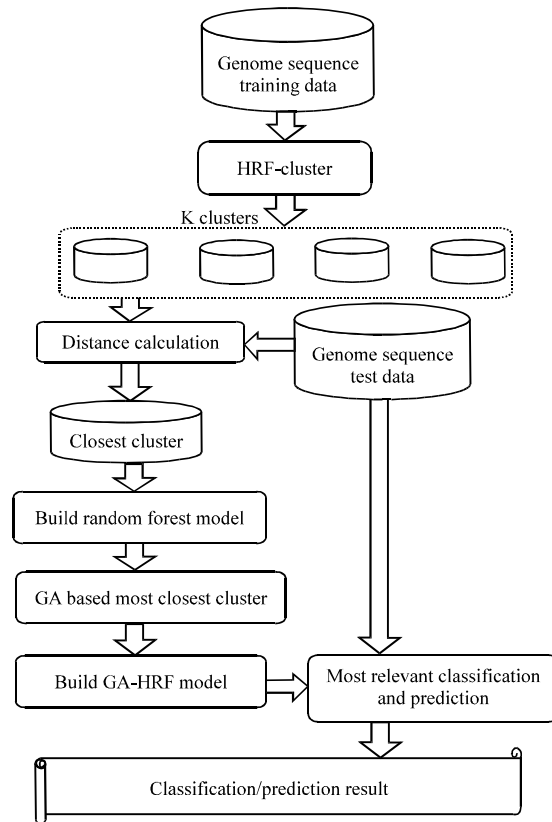 Genome sequence
training data
HRF-cluster
K clusters
Distance calculation
Genome sequence
test data
Closest cluster
Build random forest model
GA based most closest cluster
Build GA-HRF model
Most relevant classification
and prediction
Classification/prediction result